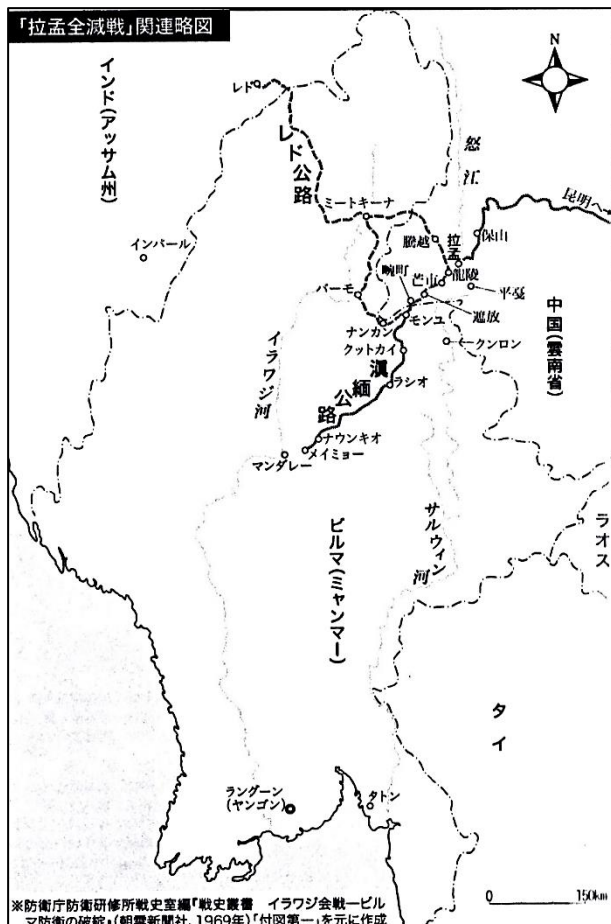 「拉孟全滅戦」関連略図
N
インド(アッサム州)
レド
レド公路
怒江
昆明へ
ミートキーナ
保山
騰越
拉孟
インパール
畹町
芒市
龍陵
平戞
バーモ
遮放
ナンカン
モンユ
クンロン
中国(雲南省)
クットカイ
イラワジ河
滇緬公路
ラシオ
ナウンキオ
メイミョー
マンダレー
サルウィン河
ラオス
ビルマ(ミャンマー)
タイ
ラングーン
(ヤンゴン)
タトン
0 150km
※防衛庁防衛研修所戦史室編『戦史叢書 イラワジ会戦―ビル
マ防衛の破綻』(朝雲新聞社、1969年)「付図第一」を元に作成